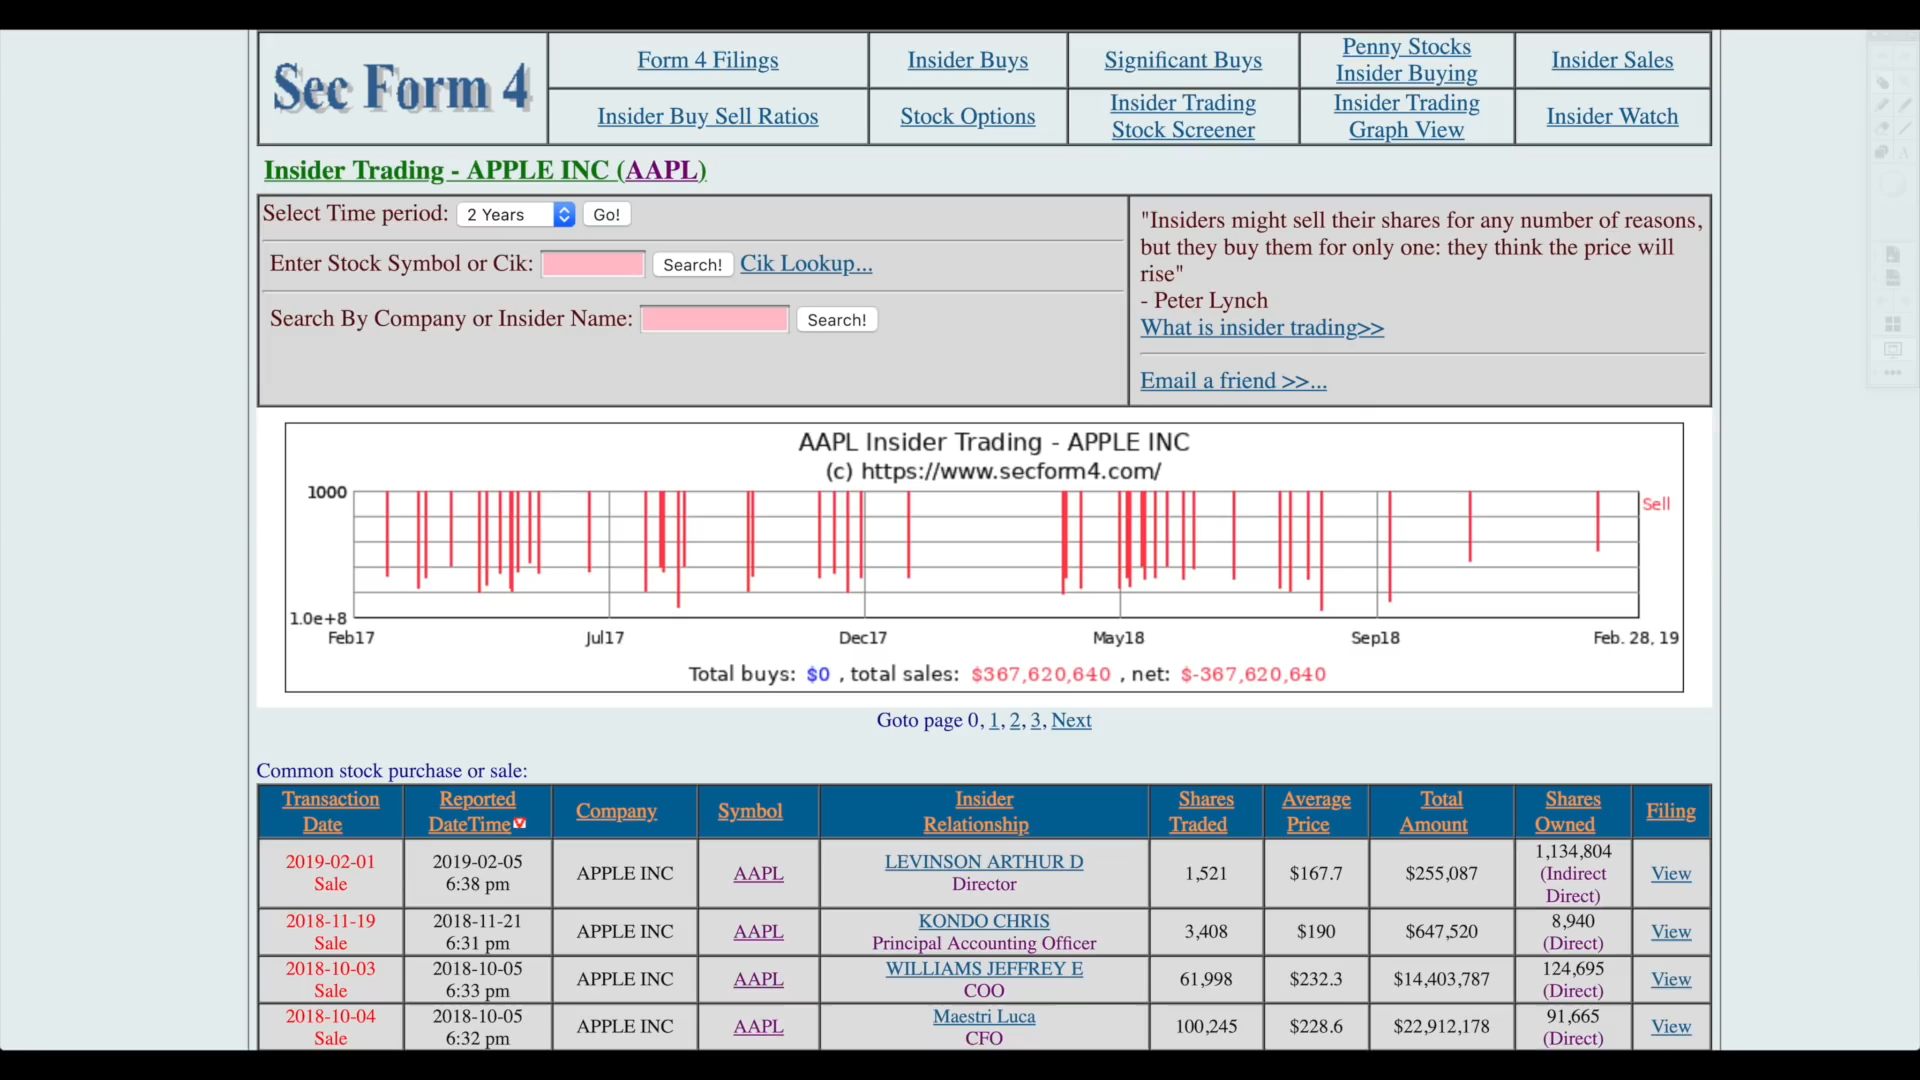 Sec Form 4
Form 4 Filings
Insider Buys
Significant Buys
Penny Stocks
Insider Buying
Insider Sales
Insider Buy Sell Ratios
Stock Options
Insider Trading
Stock Screener
Insider Trading
Graph View
Insider Watch
Insider Trading - APPLE INC (AAPL)
Select Time period: 2 Years Go!
Enter Stock Symbol or Cik: Search! Cik Lookup...
Search By Company or Insider Name: Search!
"Insiders might sell their shares for any number of reasons,
but they buy them for only one: they think the price will
rise"
- Peter Lynch
What is insider trading>>
Email a friend >>...
AAPL Insider Trading - APPLE INC
(c) https://www.secform4.com/
1000
Sell
1.0e+8
Feb17 Jul17 Dec17 May18 Sep18 Feb. 28, 19
Total buys: $0 , total sales: $367,620,640 , net: $-367,620,640
Goto page 0, 1, 2, 3, Next
Common stock purchase or sale:
Transaction
Date
Reported
DateTime
Company
Symbol
Insider
Relationship
Shares
Traded
Average
Price
Total
Amount
Shares
Owned
Filing
2019-02-01
Sale
2019-02-05
6:38 pm
APPLE INC
AAPL
LEVINSON ARTHUR D
Director
1,521
$167.7
$255,087
1,134,804
(Indirect
Direct)
View
2018-11-19
Sale
2018-11-21
6:31 pm
APPLE INC
AAPL
KONDO CHRIS
Principal Accounting Officer
3,408
$190
$647,520
8,940
(Direct)
View
2018-10-03
Sale
2018-10-05
6:33 pm
APPLE INC
AAPL
WILLIAMS JEFFREY E
COO
61,998
$232.3
$14,403,787
124,695
(Direct)
View
2018-10-04
Sale
2018-10-05
6:32 pm
APPLE INC
AAPL
Maestri Luca
CFO
100,245
$228.6
$22,912,178
91,665
(Direct)
View